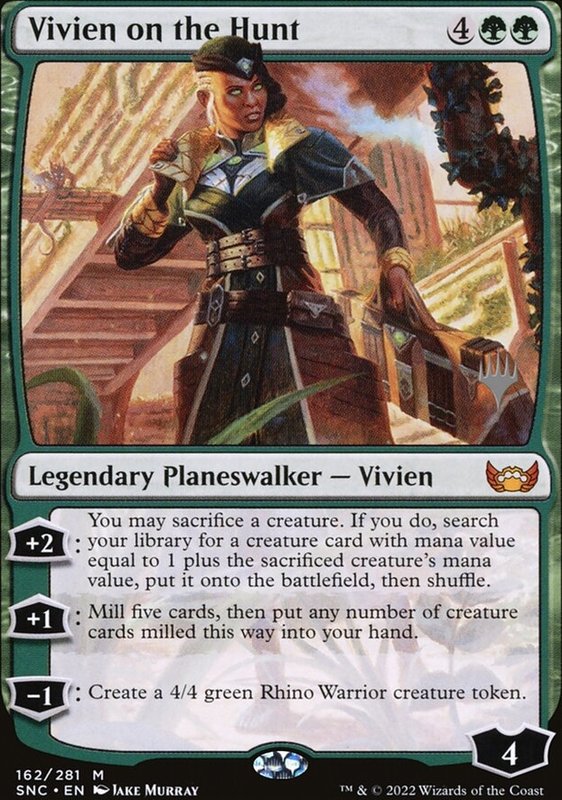 Vivien on the Hunt 4
Legendary Planeswalker — Vivien
+2 : You may sacrifice a creature. If you do, search
your library for a creature card with mana value
equal to 1 plus the sacrificed creature's mana
value, put it onto the battlefield, then shuffle.
+1 : Mill five cards, then put any number of creature
cards milled this way into your hand.
−1 : Create a 4/4 green Rhino Warrior creature token.
4
162/281 M
SNC • EN Jake Murray ™ & © 2022 Wizards of the Coast